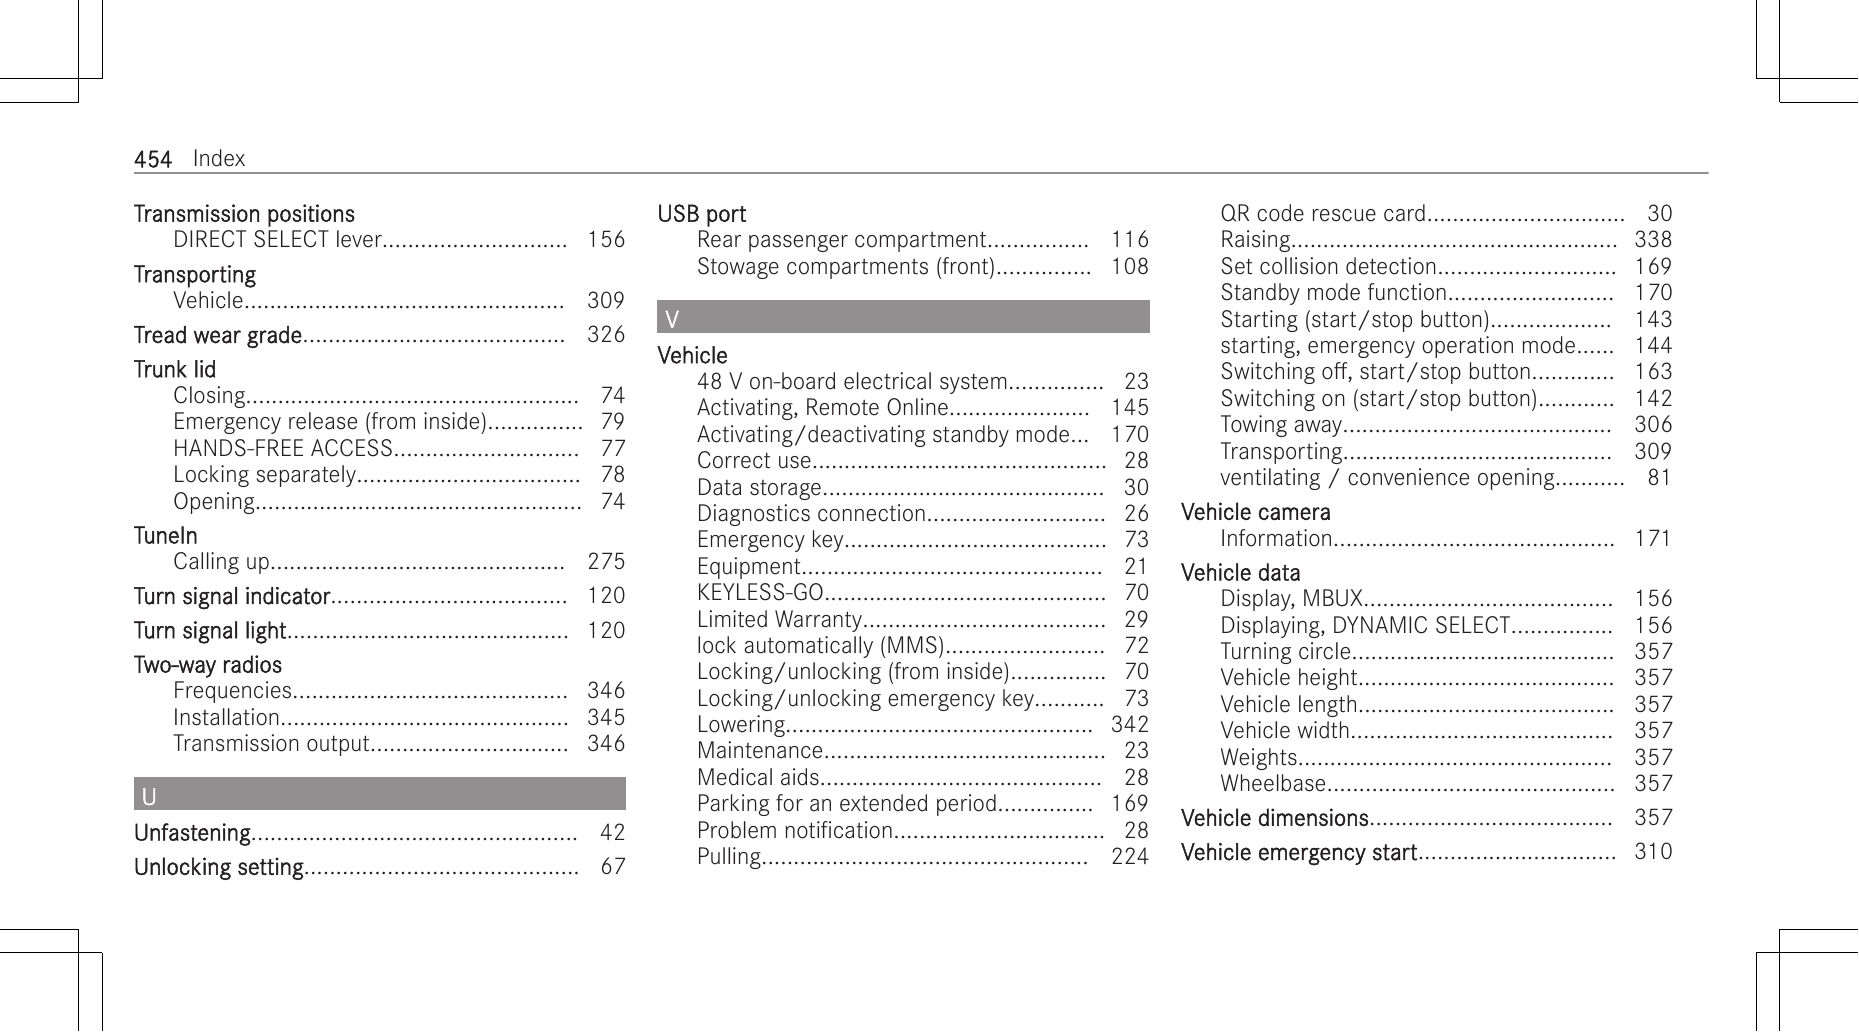 454 Index
Transmission positions
DIRECT SELECT lever............................. 156
Transporting
Vehicle.................................................. 309
Tread wear grade......................................... 326
Trunk lid
Closing.................................................... 74
Emergency release (from inside)............... 79
HANDS-FREE ACCESS............................. 77
Locking separately................................... 78
Opening................................................... 74
TuneIn
Calling up.............................................. 275
Turn signal indicator..................................... 120
Turn signal light............................................ 120
Two-way radios
Frequencies........................................... 346
Installation............................................. 345
Transmission output............................... 346
U
Unfastening................................................... 42
Unlocking setting........................................... 67
USB port
Rear passenger compartment................ 116
Stowage compartments (front)............... 108
V
Vehicle
48 V on-board electrical system............... 23
Activating, Remote Online...................... 145
Activating/deactivating standby mode... 170
Correct use.............................................. 28
Data storage............................................ 30
Diagnostics connection............................ 26
Emergency key......................................... 73
Equipment............................................... 21
KEYLESS-GO............................................ 70
Limited Warranty...................................... 29
lock automatically (MMS)......................... 72
Locking/unlocking (from inside)............... 70
Locking/unlocking emergency key........... 73
Lowering................................................ 342
Maintenance............................................ 23
Medical aids............................................ 28
Parking for an extended period............... 169
Problem notification................................. 28
Pulling................................................... 224
QR code rescue card............................... 30
Raising................................................... 338
Set collision detection............................ 169
Standby mode function.......................... 170
Starting (start/stop button)................... 143
starting, emergency operation mode...... 144
Switching off, start/stop button............. 163
Switching on (start/stop button)............ 142
Towing away.......................................... 306
Transporting.......................................... 309
ventilating / convenience opening........... 81
Vehicle camera
Information............................................ 171
Vehicle data
Display, MBUX....................................... 156
Displaying, DYNAMIC SELECT................ 156
Turning circle......................................... 357
Vehicle height........................................ 357
Vehicle length........................................ 357
Vehicle width......................................... 357
Weights................................................. 357
Wheelbase............................................. 357
Vehicle dimensions...................................... 357
Vehicle emergency start............................... 310